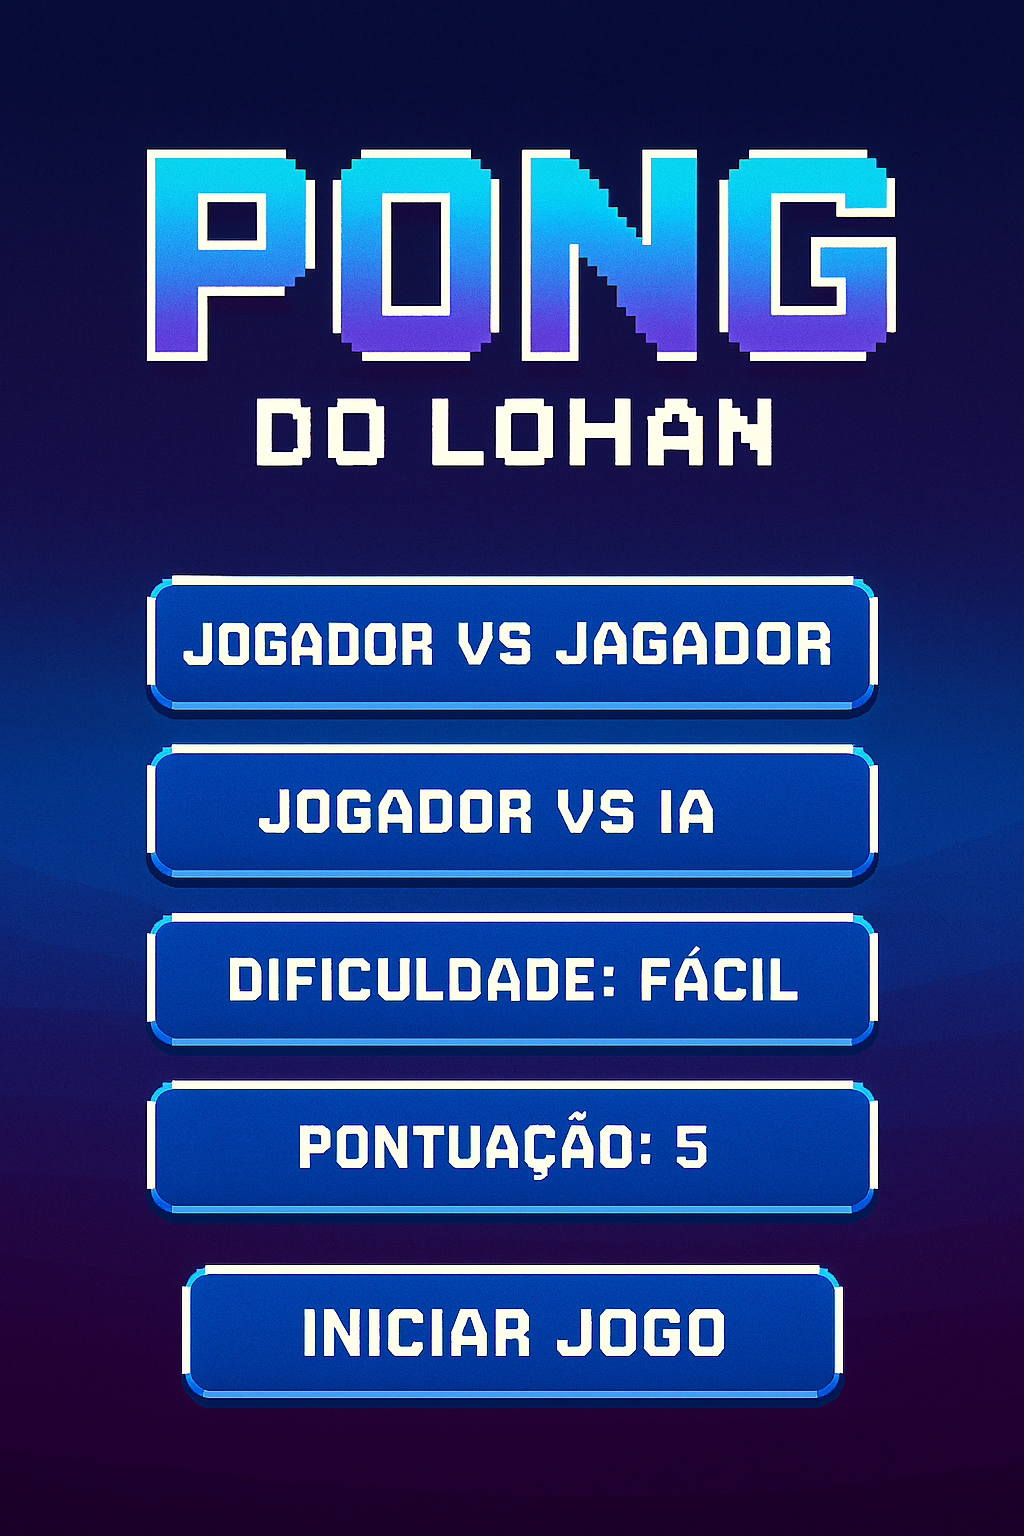 PONG
DO LOHAN
JOGADOR VS JAGADOR
JOGADOR VS IA
DIFICULDADE: FÁCIL
PONTUAÇÃO: 5
INICIAR JOGO